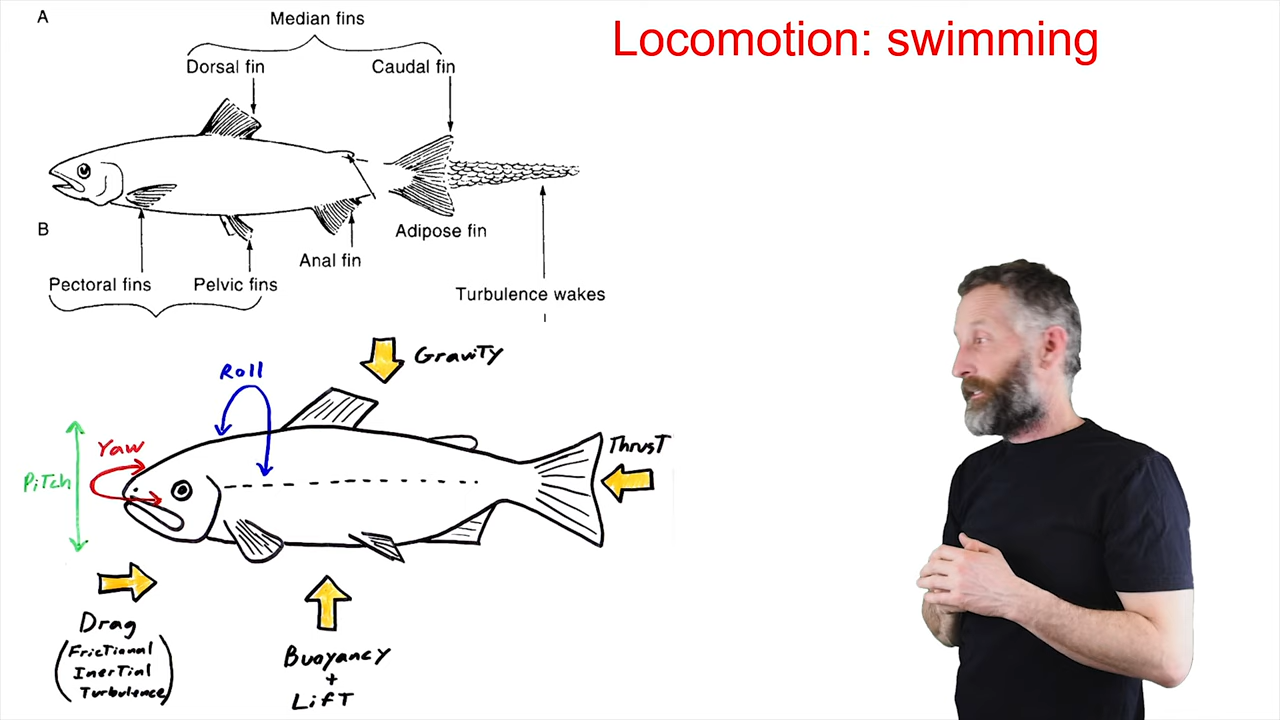 Locomotion: swimming
A
Median fins
Dorsal fin
Caudal fin
B
Adipose fin
Anal fin
Pectoral fins
Pelvic fins
Turbulence wakes
Gravity
Roll
Yaw
Pitch
Thrust
Drag
(Frictional
Inertial
Turbulence)
Buoyancy
+
Lift